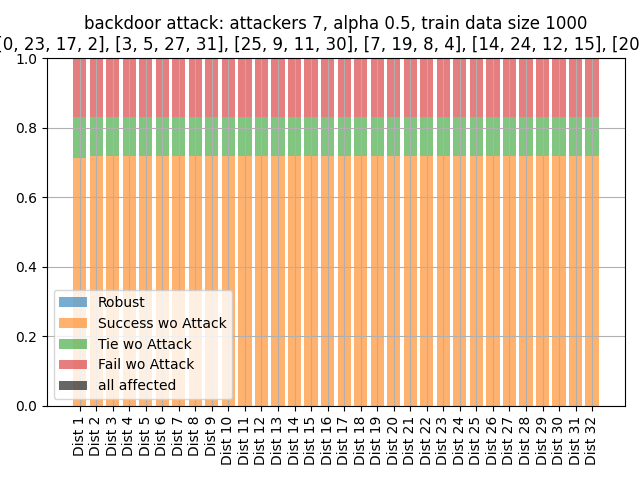 backdoor attack: attackers 7, alpha 0.5, train data size 1000
[0, 23, 17, 2], [3, 5, 27, 31], [25, 9, 11, 30], [7, 19, 8, 4], [14, 24, 12, 15], [20
1.0
0.8
0.6
0.4
0.2
0.0
Robust
Success wo Attack
Tie wo Attack
Fail wo Attack
all affected
Dist 1
Dist 2
Dist 3
Dist 4
Dist 5
Dist 6
Dist 7
Dist 8
Dist 9
Dist 10
Dist 11
Dist 12
Dist 13
Dist 14
Dist 15
Dist 16
Dist 17
Dist 18
Dist 19
Dist 20
Dist 21
Dist 22
Dist 23
Dist 24
Dist 25
Dist 26
Dist 27
Dist 28
Dist 29
Dist 30
Dist 31
Dist 32